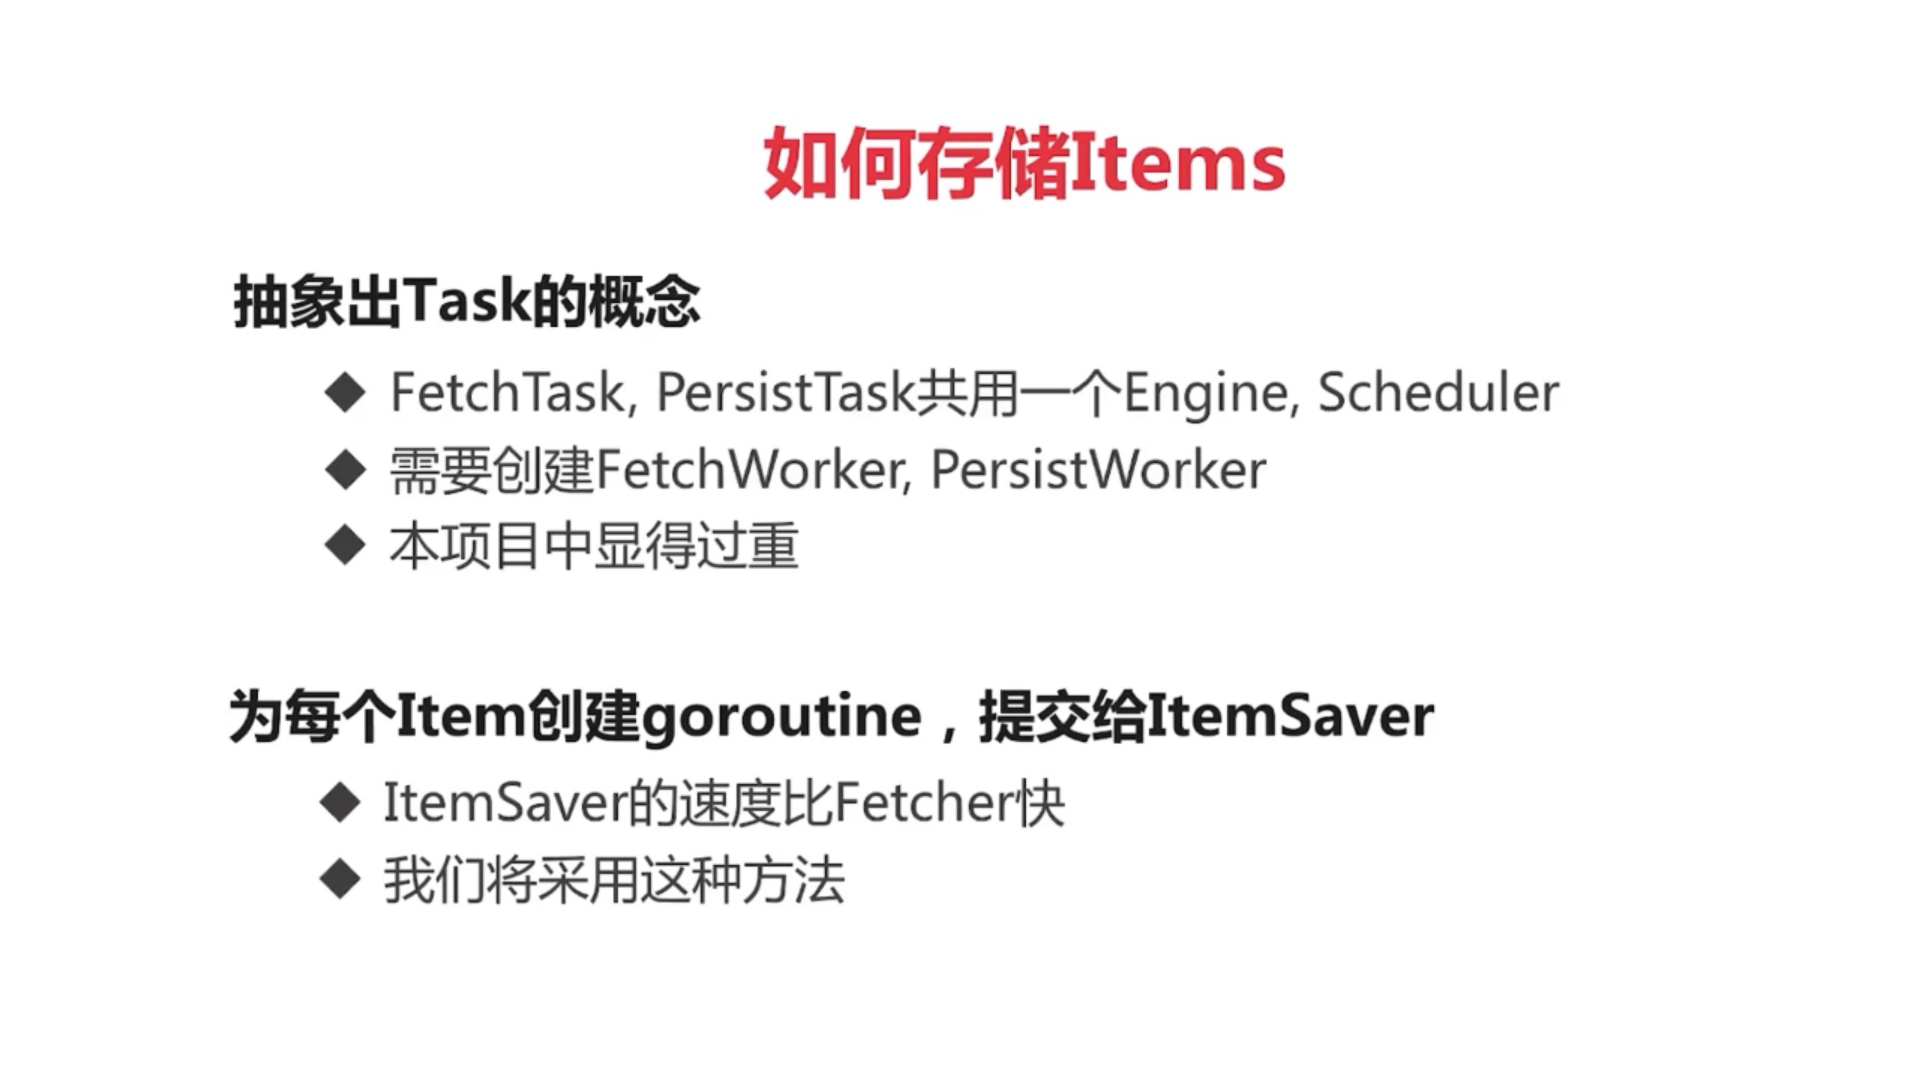 如何存储Items
抽象出Task的概念
◆ FetchTask, PersistTask共用一个Engine, Scheduler
◆ 需要创建FetchWorker, PersistWorker
◆ 本项目中显得过重
为每个Item创建goroutine，提交给ItemSaver
◆ ItemSaver的速度比Fetcher快
◆ 我们将采用这种方法